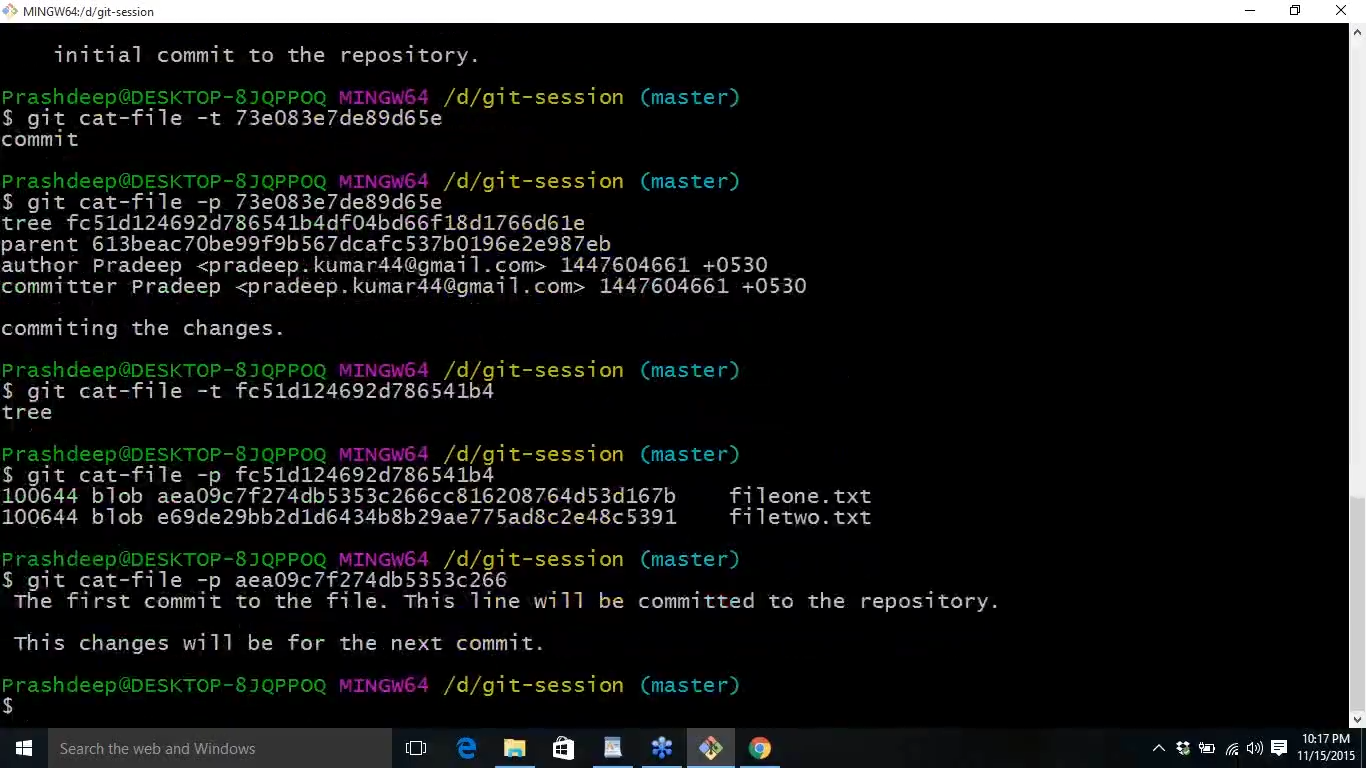 MINGW64:/d/git-session
initial commit to the repository.
Prashdeep@DESKTOP-8JQPPOQ MINGW64 /d/git-session (master)
$ git cat-file -t 73e083e7de89d65e
commit
Prashdeep@DESKTOP-8JQPPOQ MINGW64 /d/git-session (master)
$ git cat-file -p 73e083e7de89d65e
tree fc51d124692d786541b4df04bd66f18d1766d61e
parent 613beac70be99f9b567dcafc537b0196e2e987eb
author Pradeep <pradeep.kumar44@gmail.com> 1447604661 +0530
committer Pradeep <pradeep.kumar44@gmail.com> 1447604661 +0530
commiting the changes.
Prashdeep@DESKTOP-8JQPPOQ MINGW64 /d/git-session (master)
$ git cat-file -t fc51d124692d786541b4
tree
Prashdeep@DESKTOP-8JQPPOQ MINGW64 /d/git-session (master)
$ git cat-file -p fc51d124692d786541b4
100644 blob aea09c7f274db5353c266cc816208764d53d167b    fileone.txt
100644 blob e69de29bb2d1d6434b8b29ae775ad8c2e48c5391    filetwo.txt
Prashdeep@DESKTOP-8JQPPOQ MINGW64 /d/git-session (master)
$ git cat-file -p aea09c7f274db5353c266
The first commit to the file. This line will be committed to the repository.
This changes will be for the next commit.
Prashdeep@DESKTOP-8JQPPOQ MINGW64 /d/git-session (master)
$
Search the web and Windows
10:17 PM
11/15/2015